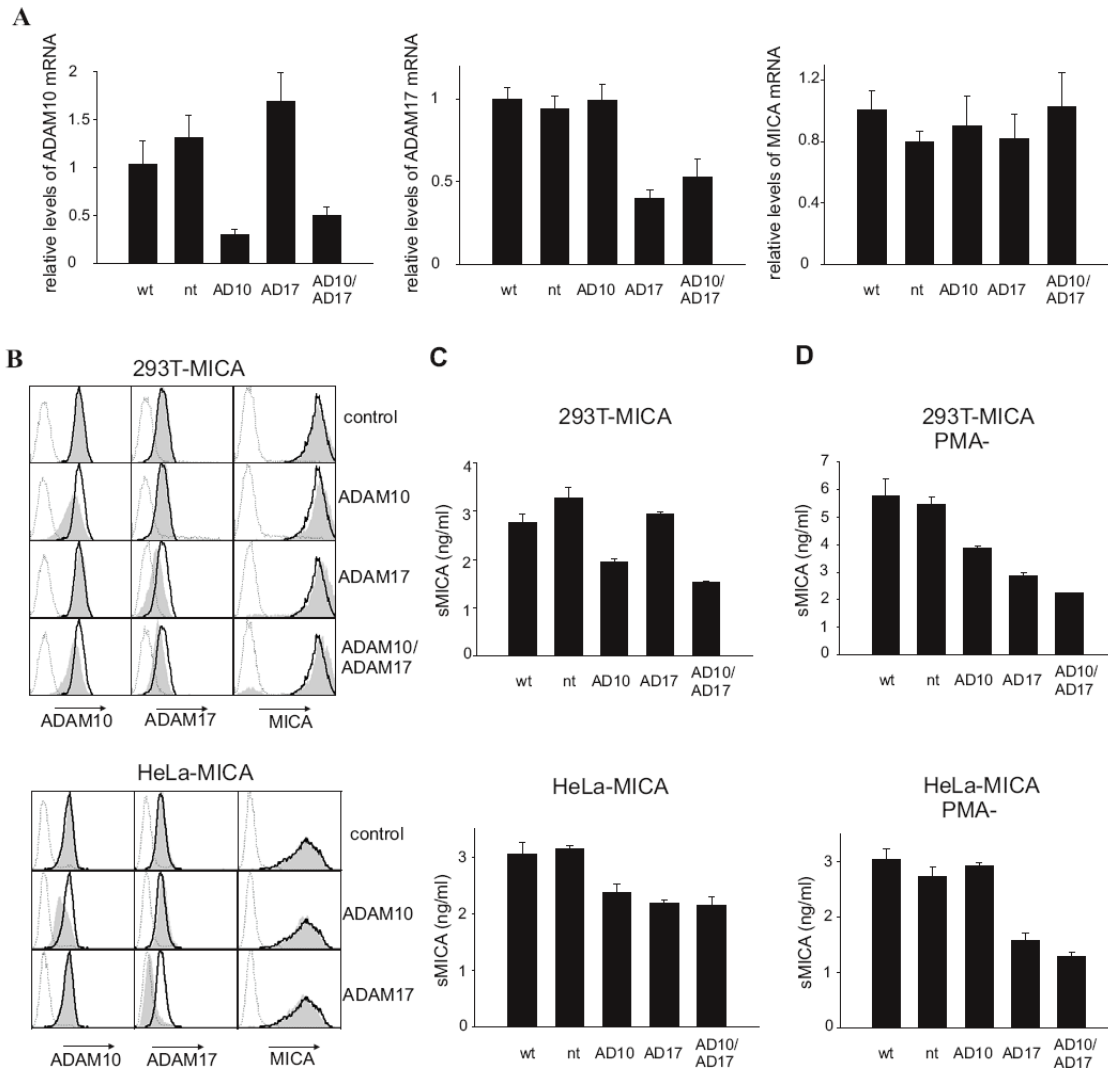 A
relative levels of ADAM10 mRNA
2
1.5
1
0.5
0
wt nt AD10 AD17 AD10/
AD17
relative levels of ADAM17 mRNA
1
0.5
0
wt nt AD10 AD17 AD10/
AD17
relative levels of MICA mRNA
1.2
0.8
0.4
0
wt nt AD10 AD17 AD10/
AD17
B
293T-MICA
control
ADAM10
ADAM17
ADAM10/
ADAM17
ADAM10 ADAM17 MICA
HeLa-MICA
control
ADAM10
ADAM17
ADAM10 ADAM17 MICA
C
293T-MICA
sMICA (ng/ml)
4
3
2
1
0
wt nt AD10 AD17 AD10/
AD17
HeLa-MICA
sMICA (ng/ml)
3
2
1
0
wt nt AD10 AD17 AD10/
AD17
D
293T-MICA
PMA-
sMICA (ng/ml)
7
6
5
4
3
2
1
0
wt nt AD10 AD17 AD10/
AD17
HeLa-MICA
PMA-
sMICA (ng/ml)
3
2
1
0
wt nt AD10 AD17 AD10/
AD17